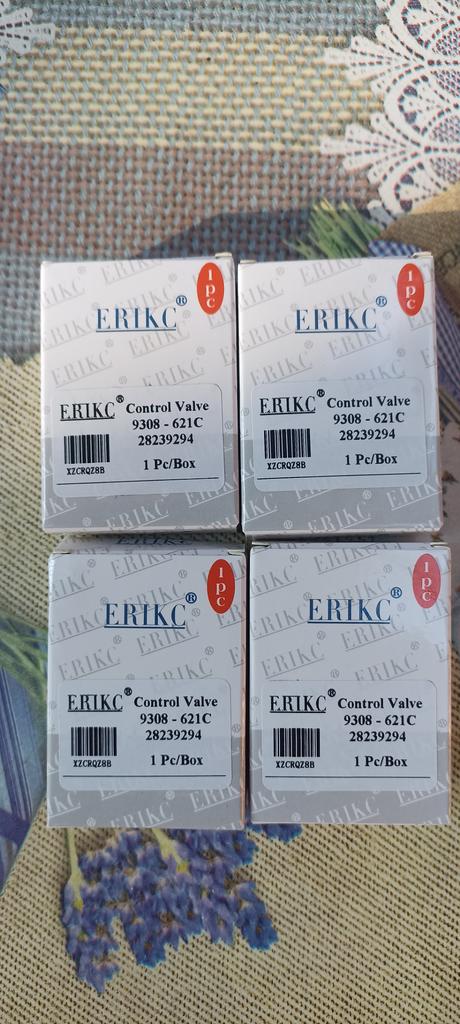 1pc
ERIKC®
ERIKC® Control Valve
9308 - 621C
28239294
XZCRQZ8B
1 Pc/Box
1pc
ERIKC®
ERIKC® Control Valve
9308 - 621C
28239294
XZCRQZ8B
1 Pc/Box
1pc
ERIKC®
ERIKC® Control Valve
9308 - 621C
28239294
XZCRQZ8B
1 Pc/Box
1pc
ERIKC®
ERIKC® Control Valve
9308 - 621C
28239294
XZCRQZ8B
1 Pc/Box